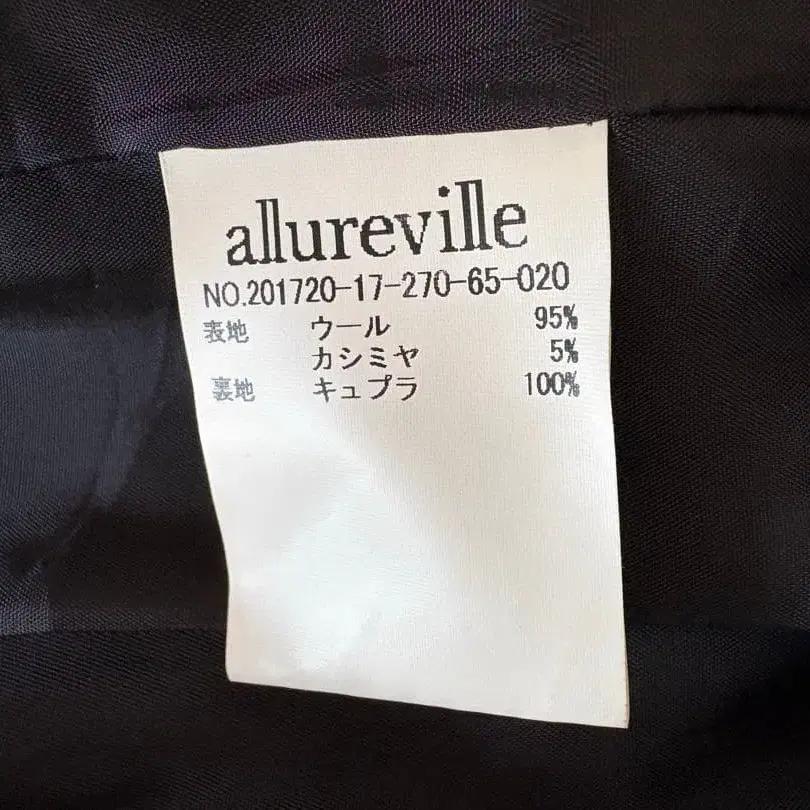 allureville
NO.201720-17-270-65-020
表地 ウール 95%
カシミヤ 5%
裏地 キュプラ 100%